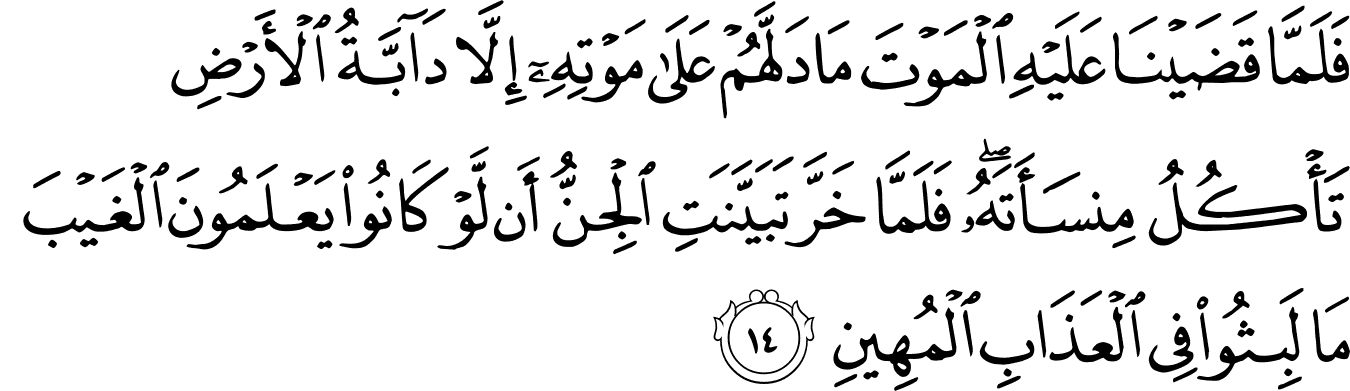 فَلَمَّا قَضَيْنَا عَلَيْهِ ٱلْمَوْتَ مَا دَلَّهُمْ عَلَىٰ مَوْتِهِۦٓ إِلَّا دَآبَّةُ ٱلْأَرْضِ
تَأْكُلُ مِنسَأَتَهُۥ ۖ فَلَمَّا خَرَّ تَبَيَّنَتِ ٱلْجِنُّ أَن لَّوْ كَانُوا۟ يَعْلَمُونَ ٱلْغَيْبَ
مَا لَبِثُوا۟ فِى ٱلْعَذَابِ ٱلْمُهِينِ ١٤